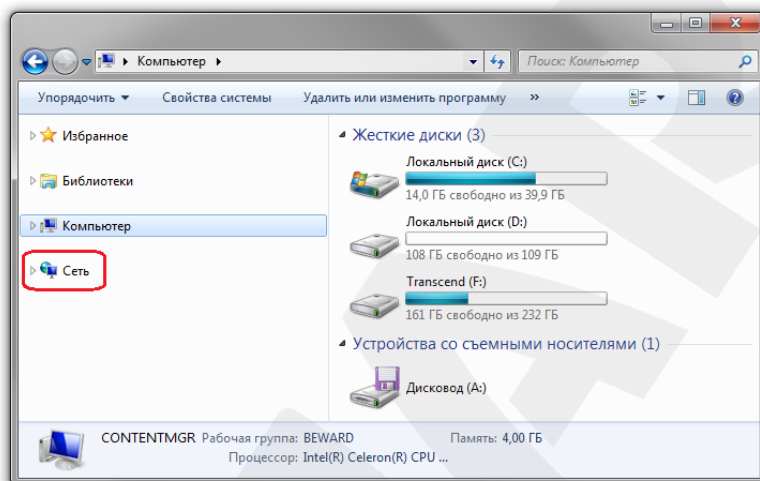 Компьютер
Поиск: Компьютер
Упорядочить Свойства системы Удалить или изменить программу »
Избранное
Библиотеки
Компьютер
Сеть
Жесткие диски (3)
Локальный диск (C:)
14,0 ГБ свободно из 39,9 ГБ
Локальный диск (D:)
108 ГБ свободно из 109 ГБ
Transcend (F:)
161 ГБ свободно из 232 ГБ
Устройства со съемными носителями (1)
Дисковод (A:)
CONTENTMGR Рабочая группа: BEWARD Память: 4,00 ГБ
Процессор: Intel(R) Celeron(R) CPU ...